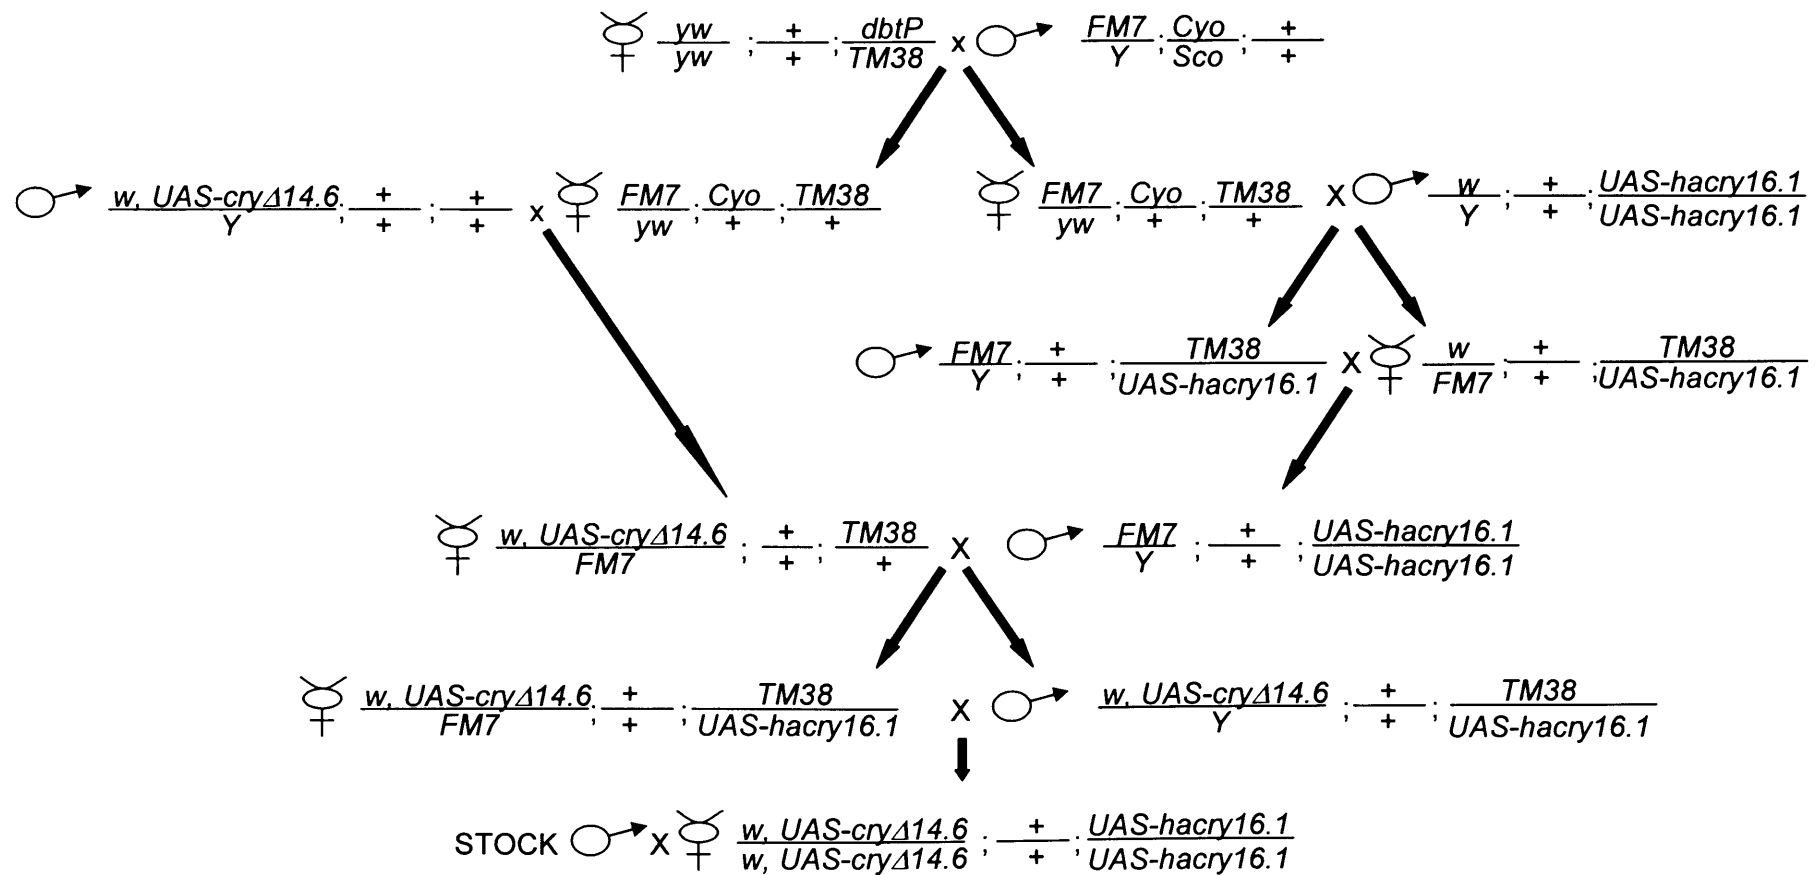 yw / yw ; + / + ; dbtP / TM38 x FM7 / Y ; Cyo / Sco ; + / +
w, UAS-cryΔ14.6 / Y ; + / + ; + / + x FM7 / yw ; Cyo / + ; TM38 / +
FM7 / yw ; Cyo / + ; TM38 / + X w / Y ; + / + ; UAS-hacry16.1 / UAS-hacry16.1
FM7 / Y ; + / + ; TM38 / UAS-hacry16.1 X w / FM7 ; + / + ; TM38 / UAS-hacry16.1
w, UAS-cryΔ14.6 / FM7 ; + / + ; TM38 / + X FM7 / Y ; + / + ; UAS-hacry16.1 / UAS-hacry16.1
w, UAS-cryΔ14.6 / FM7 ; + / + ; TM38 / UAS-hacry16.1 X w, UAS-cryΔ14.6 / Y ; + / + ; TM38 / UAS-hacry16.1
STOCK X w, UAS-cryΔ14.6 / w, UAS-cryΔ14.6 ; + / + ; UAS-hacry16.1 / UAS-hacry16.1